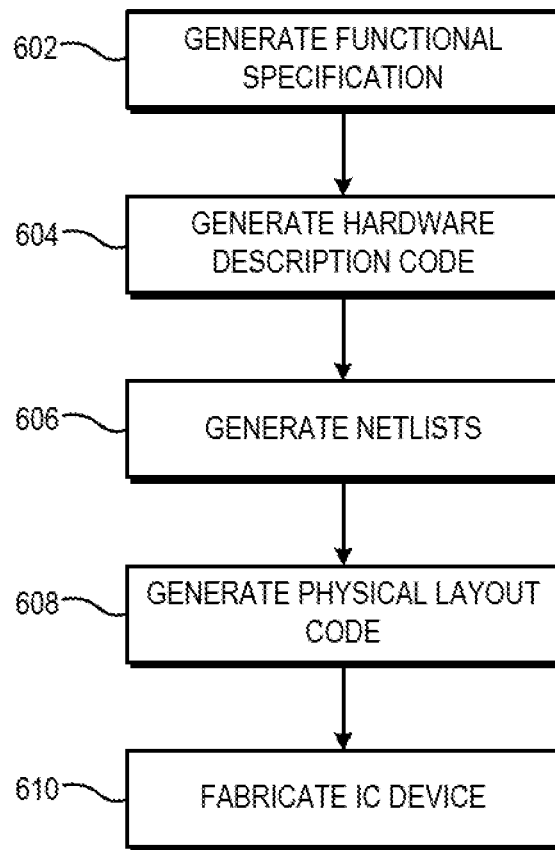 602
GENERATE FUNCTIONAL
SPECIFICATION
604
GENERATE HARDWARE
DESCRIPTION CODE
606
GENERATE NETLISTS
608
GENERATE PHYSICAL LAYOUT
CODE
610
FABRICATE IC DEVICE